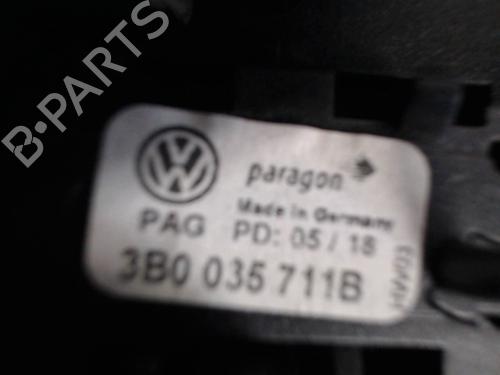 B-PARTS
paragon
Made in Germany
PAG PD: 05 / 18
3B0 035 711B